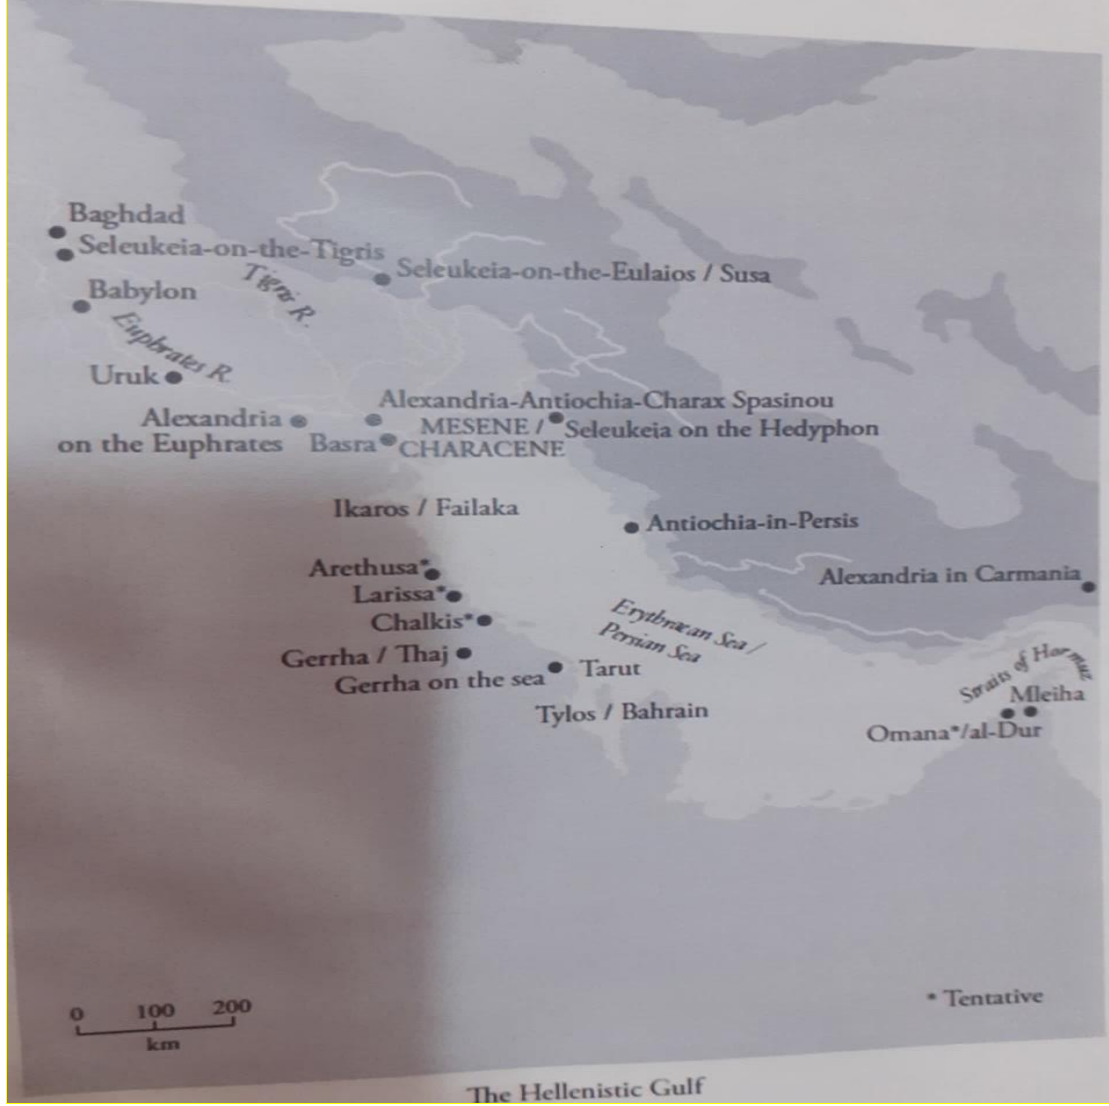 Baghdad
Seleukeia-on-the-Tigris
Tigris R.
Seleukeia-on-the-Eulaios / Susa
Babylon
Euphrates R.
Uruk
Alexandria
on the Euphrates
Alexandria-Antiochia-Charax Spasinou
MESENE /
CHARACENE
Seleukeia on the Hedyphon
Basra
Ikaros / Failaka
Antiochia-in-Persis
Arethusa*
Larissa*
Chalkis*
Alexandria in Carmania
Erythraean Sea /
Persian Sea
Gerrha / Thaj
Gerrha on the sea
Tarut
Straits of Hormuz
Mleiha
Tylos / Bahrain
Omana*/al-Dur
0 100 200
km
* Tentative
The Hellenistic Gulf